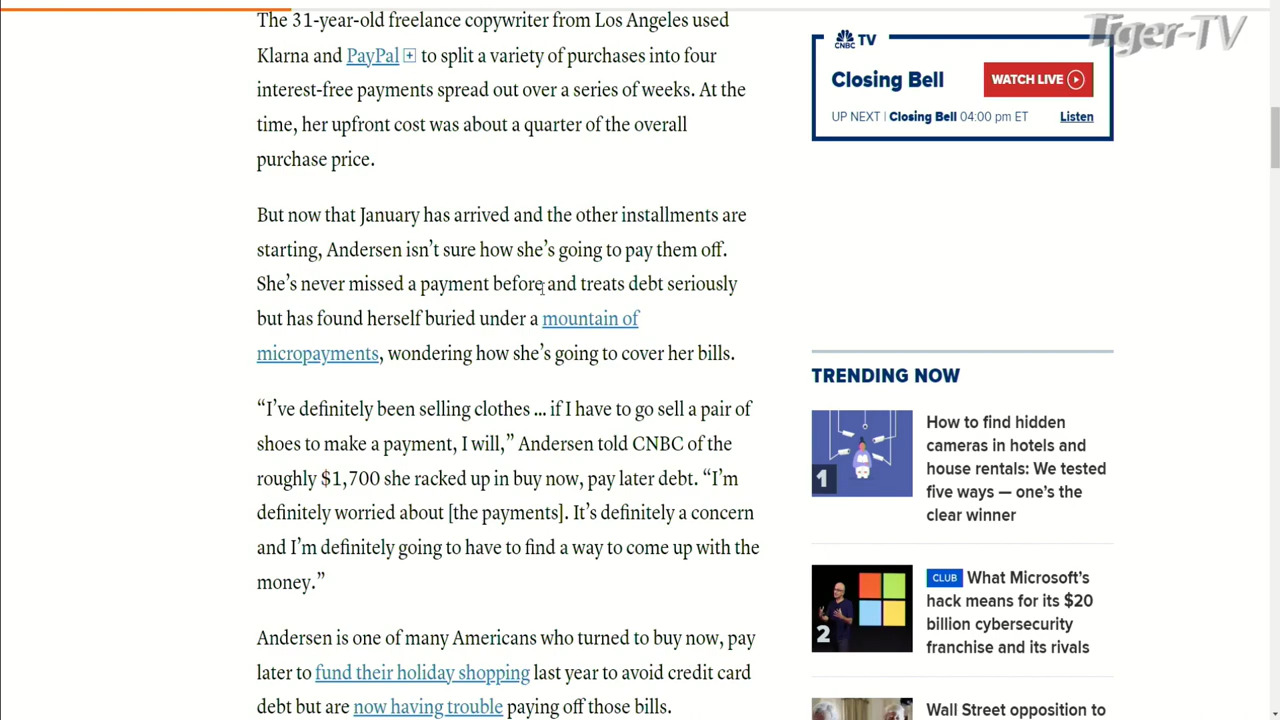 The 31-year-old freelance copywriter from Los Angeles used
Klarna and PayPal + to split a variety of purchases into four
interest-free payments spread out over a series of weeks. At the
time, her upfront cost was about a quarter of the overall
purchase price.
But now that January has arrived and the other installments are
starting, Andersen isn’t sure how she’s going to pay them off.
She’s never missed a payment before and treats debt seriously
but has found herself buried under a mountain of
micropayments, wondering how she’s going to cover her bills.
“I’ve definitely been selling clothes ... if I have to go sell a pair of
shoes to make a payment, I will,” Andersen told CNBC of the
roughly $1,700 she racked up in buy now, pay later debt. “I’m
definitely worried about [the payments]. It’s definitely a concern
and I’m definitely going to have to find a way to come up with the
money.”
Andersen is one of many Americans who turned to buy now, pay
later to fund their holiday shopping last year to avoid credit card
debt but are now having trouble paying off those bills.
Tiger-TV
CNBC TV
Closing Bell
WATCH LIVE
UP NEXT | Closing Bell 04:00 pm ET
Listen
TRENDING NOW
1
How to find hidden
cameras in hotels and
house rentals: We tested
five ways — one’s the
clear winner
2
CLUB What Microsoft’s
hack means for its $20
billion cybersecurity
franchise and its rivals
Wall Street opposition to